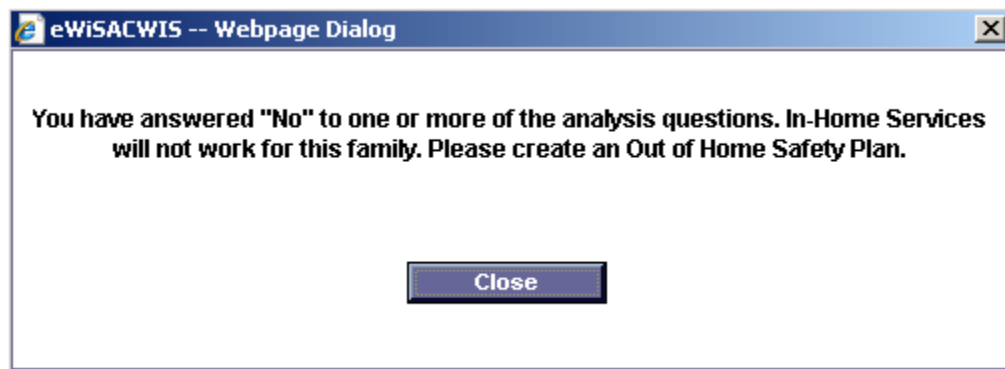 eWiSACWIS -- Webpage Dialog
You have answered "No" to one or more of the analysis questions. In-Home Services
will not work for this family. Please create an Out of Home Safety Plan.
Close